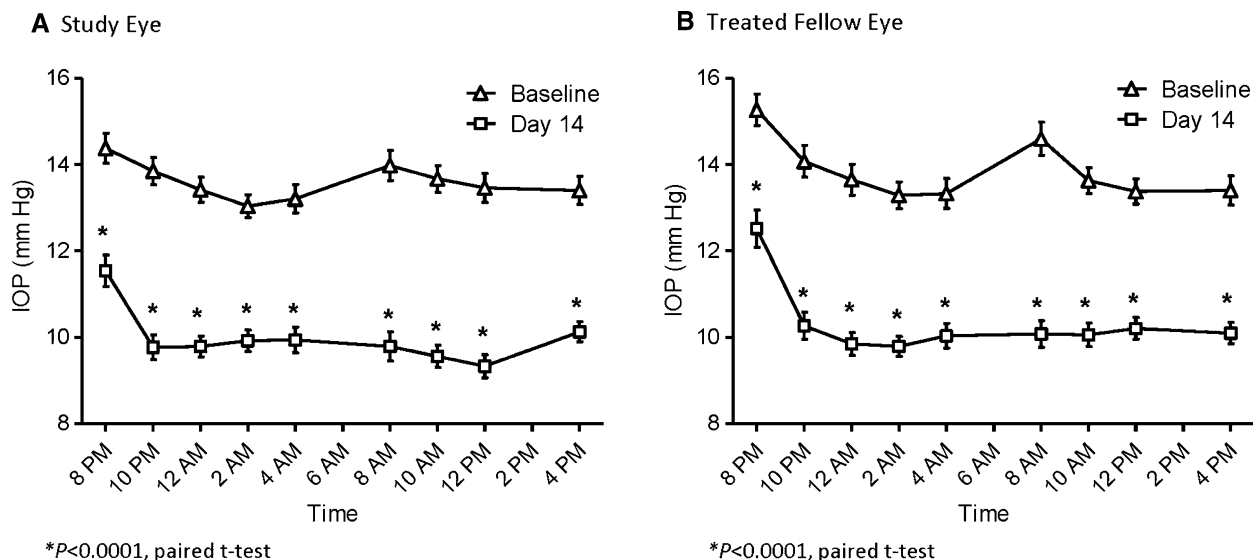 A Study Eye
16
14
12
10
8
IOP (mm Hg)
Baseline
Day 14
*
*
*
*
*
*
*
*
*
8 PM
10 PM
12 AM
2 AM
4 AM
6 AM
8 AM
10 AM
12 PM
2 PM
4 PM
Time
*P<0.0001, paired t-test
B Treated Fellow Eye
16
14
12
10
8
IOP (mm Hg)
Baseline
Day 14
*
*
*
*
*
*
*
*
*
8 PM
10 PM
12 AM
2 AM
4 AM
6 AM
8 AM
10 AM
12 PM
2 PM
4 PM
Time
*P<0.0001, paired t-test